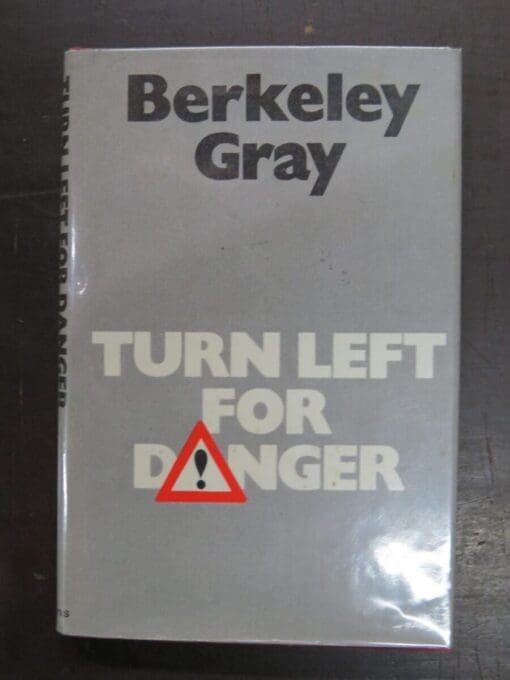 Berkeley
Gray
TURN LEFT
FOR
DANGER
TURN LEFT FOR DANGER